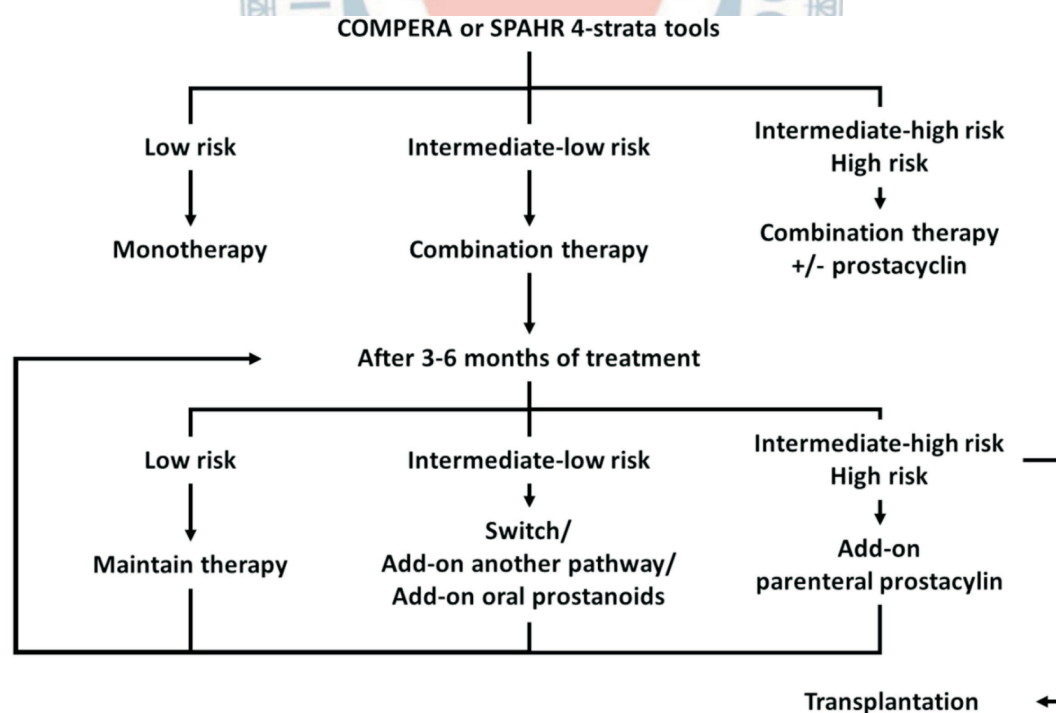 COMPERA or SPAHR 4-strata tools
Low risk
Intermediate-low risk
Intermediate-high risk
High risk
Monotherapy
Combination therapy
Combination therapy
+/- prostacyclin
After 3-6 months of treatment
Low risk
Intermediate-low risk
Intermediate-high risk
High risk
Maintain therapy
Switch/
Add-on another pathway/
Add-on oral prostanoids
Add-on
parenteral prostacylin
Transplantation